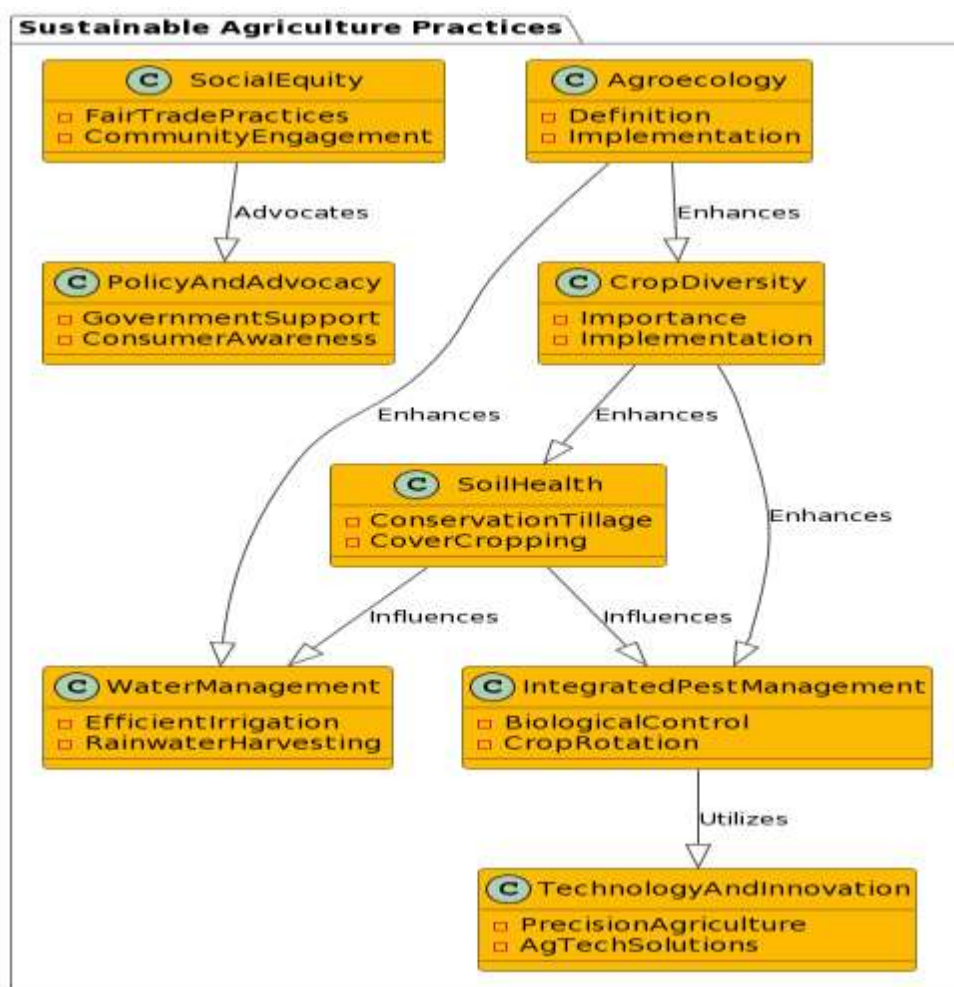 Sustainable Agriculture Practices
C SocialEquity
FairTradePractices
CommunityEngagement
C Agroecology
Definition
Implementation
Advocates
Enhances
C PolicyAndAdvocacy
GovernmentSupport
ConsumerAwareness
C CropDiversity
Importance
Implementation
Enhances
Enhances
Enhances
C SoilHealth
ConservationTillage
CoverCropping
Influences
Influences
C WaterManagement
EfficientIrrigation
RainwaterHarvesting
C IntegratedPestManagement
BiologicalControl
CropRotation
Utilizes
C TechnologyAndInnovation
PrecisionAgriculture
AgTechSolutions